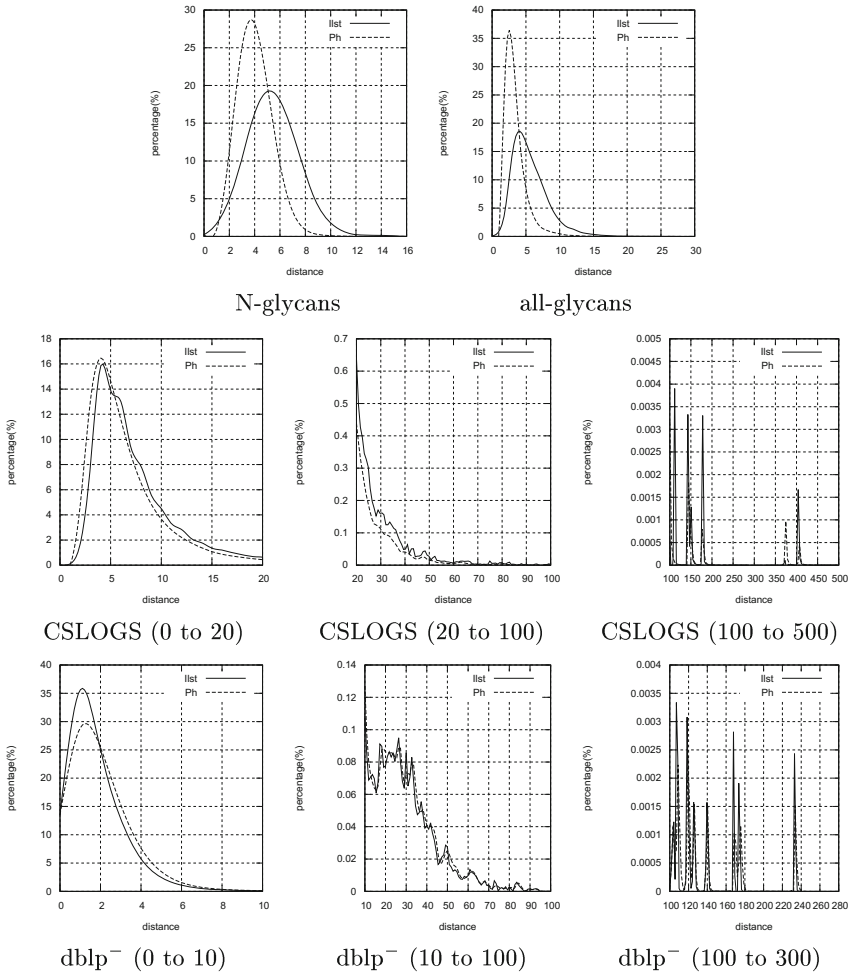 30
25
20
15
10
5
0
0 2 4 6 8 10 12 14 16
percentage(%)
distance
Ilst
Ph
N-glycans
40
35
30
25
20
15
10
5
0
0 5 10 15 20 25 30
percentage(%)
distance
Ilst
Ph
all-glycans
18
16
14
12
10
8
6
4
2
0
0 5 10 15 20
percentage(%)
distance
Ilst
Ph
CSLOGS (0 to 20)
0.7
0.6
0.5
0.4
0.3
0.2
0.1
0
20 30 40 50 60 70 80 90 100
percentage(%)
distance
Ilst
Ph
CSLOGS (20 to 100)
0.005
0.0045
0.004
0.0035
0.003
0.0025
0.002
0.0015
0.001
0.0005
0
100 150 200 250 300 350 400 450 500
percentage(%)
distance
Ilst
Ph
CSLOGS (100 to 500)
40
35
30
25
20
15
10
5
0
0 2 4 6 8 10
percentage(%)
distance
Ilst
Ph
dblp⁻ (0 to 10)
0.14
0.12
0.1
0.08
0.06
0.04
0.02
0
10 20 30 40 50 60 70 80 90 100
percentage(%)
distance
Ilst
Ph
dblp⁻ (10 to 100)
0.004
0.0035
0.003
0.0025
0.002
0.0015
0.001
0.0005
0
100 120 140 160 180 200 220 240 260 280
percentage(%)
distance
Ilst
Ph
dblp⁻ (100 to 300)